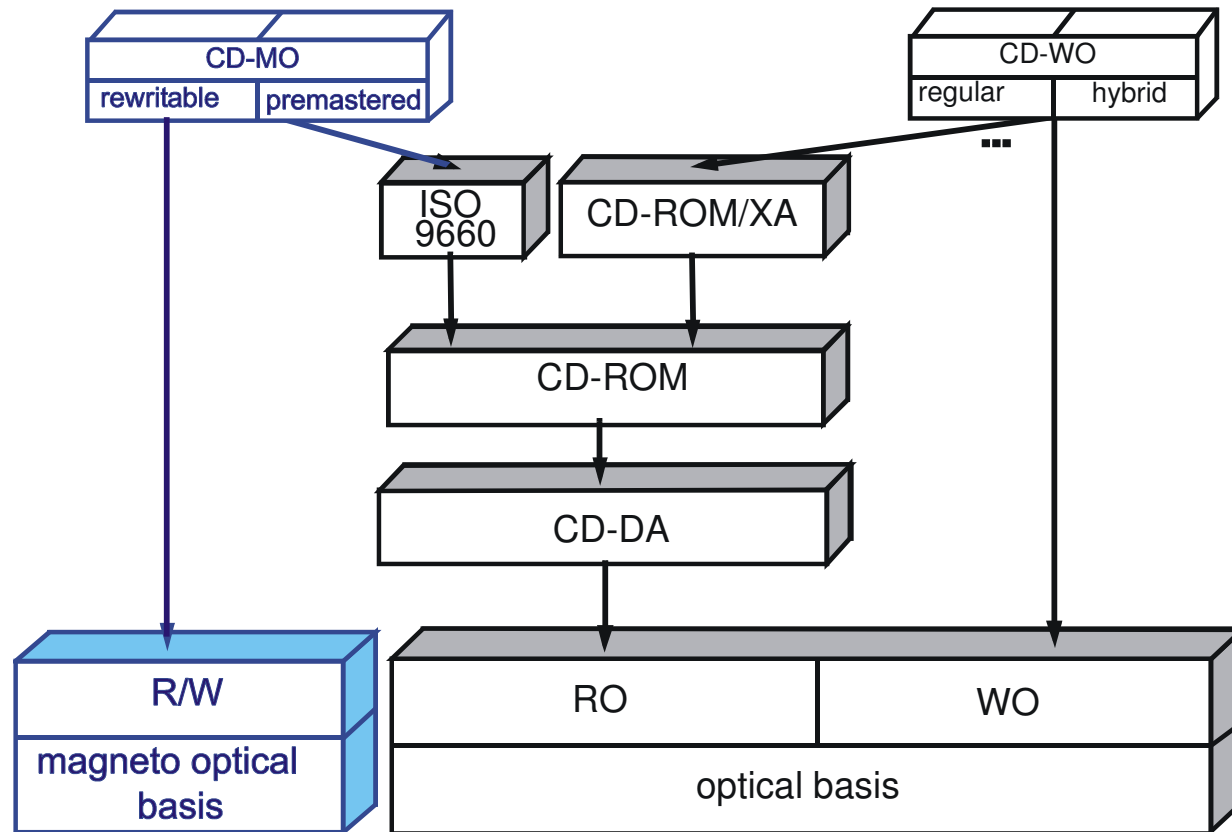 CD-MO
rewritable
premastered
CD-WO
regular
hybrid
...
ISO
9660
CD-ROM/XA
CD-ROM
CD-DA
R/W
magneto optical
basis
RO
WO
optical basis